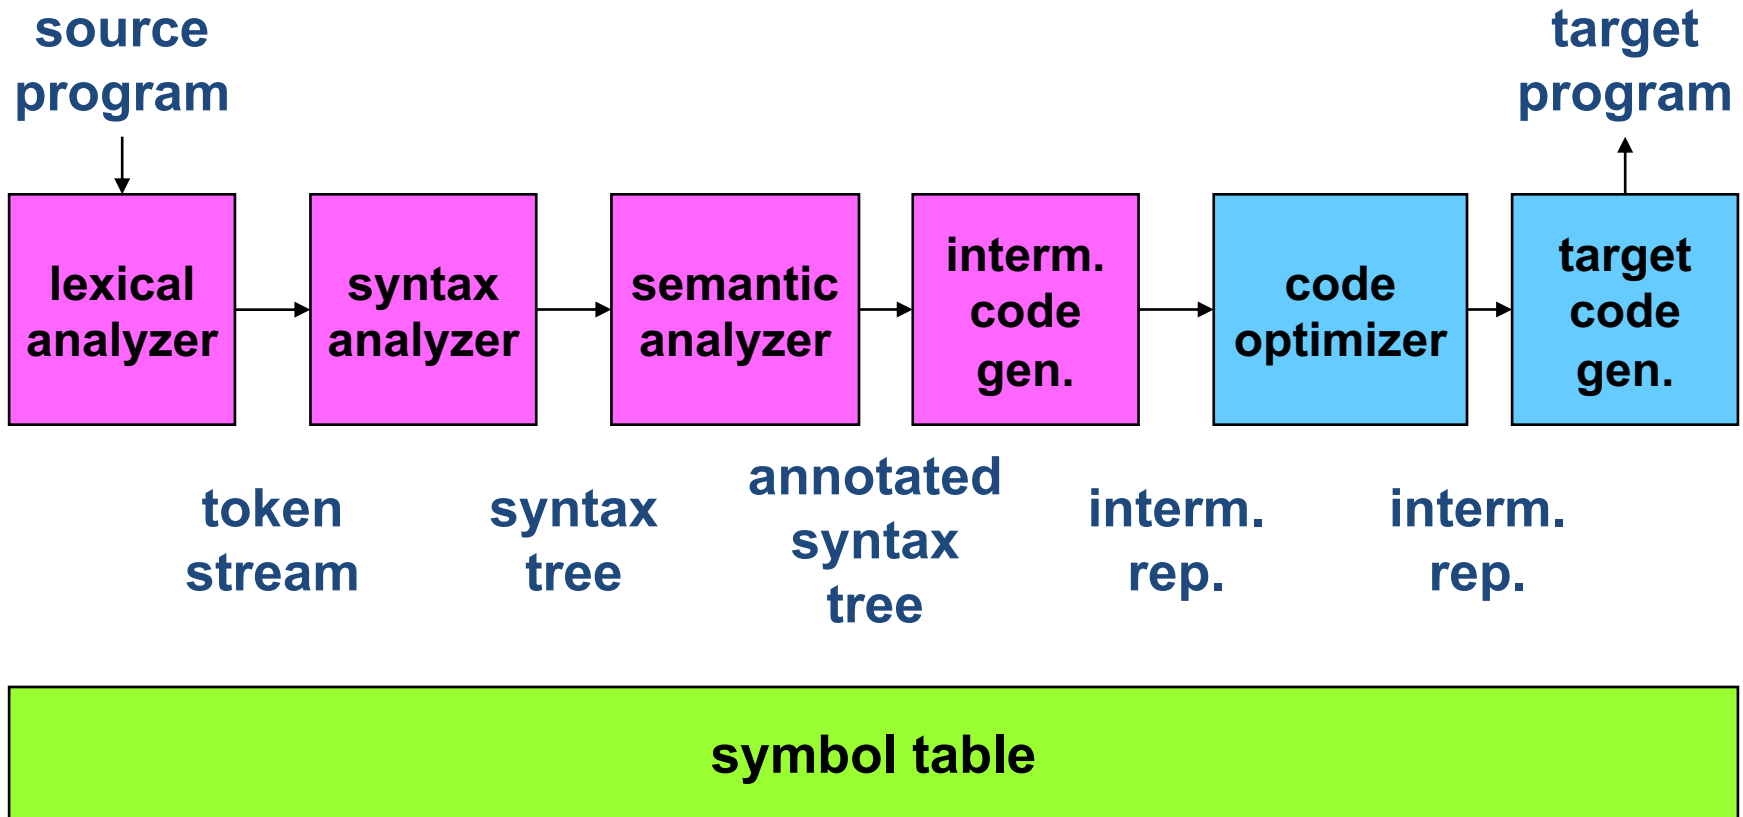 source
program
target
program
lexical
analyzer
syntax
analyzer
semantic
analyzer
interm.
code
gen.
code
optimizer
target
code
gen.
token
stream
syntax
tree
annotated
syntax
tree
interm.
rep.
interm.
rep.
symbol table